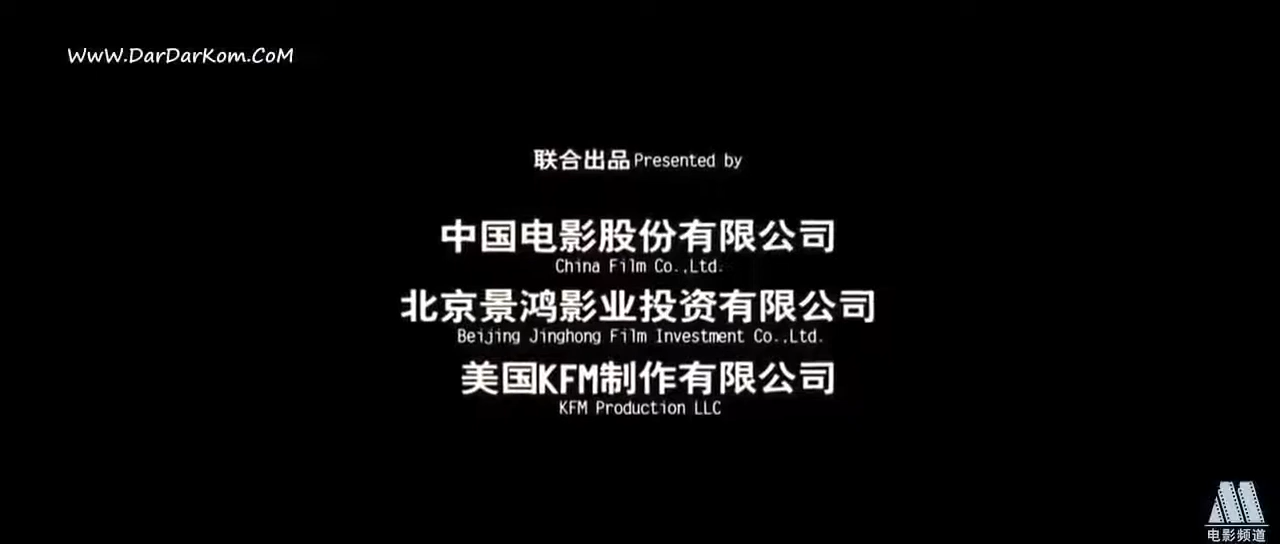 WwW.DarDarKom.CoM
联合出品 Presented by
中国电影股份有限公司
China Film Co.,Ltd.
北京景鸿影业投资有限公司
Beijing Jinghong Film Investment Co.,Ltd.
美国KFM制作有限公司
KFM Production LLC
电影频道